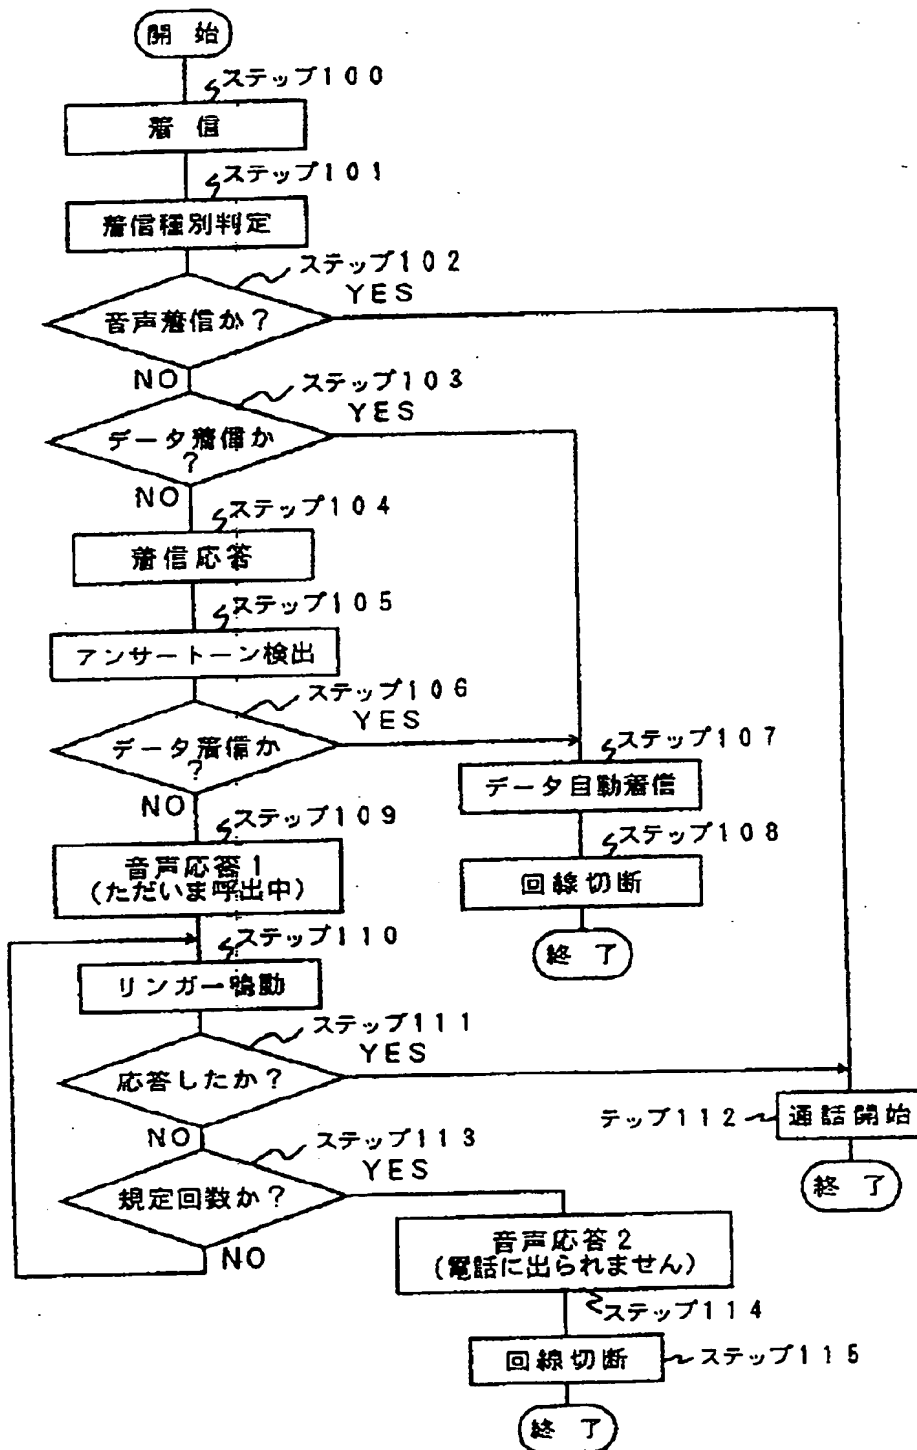 開 始
ステップ100
着 信
ステップ101
着信種別判定
ステップ102
音声着信か?
YES
NO
ステップ103
データ着信か
?
YES
NO
ステップ104
着信応答
ステップ105
アンサートーン検出
ステップ106
データ着信か
?
YES
NO
ステップ107
データ自動着信
ステップ108
回線切断
終 了
ステップ109
音声応答1
(ただいま呼出中)
ステップ110
リンガー鳴動
ステップ111
応答したか?
YES
NO
テップ112
通話開始
終 了
ステップ113
規定回数か?
YES
NO
音声応答2
(電話に出られません)
ステップ114
回線切断
ステップ115
終 了